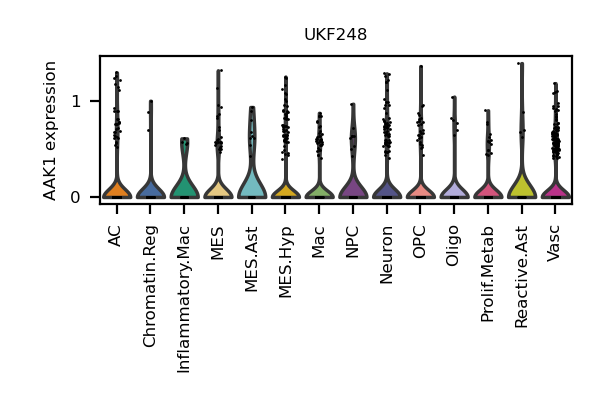 UKF248
AAK1 expression
1
0
AC
Chromatin.Reg
Inflammatory.Mac
MES
MES.Ast
MES.Hyp
Mac
NPC
Neuron
OPC
Oligo
Prolif.Metab
Reactive.Ast
Vasc